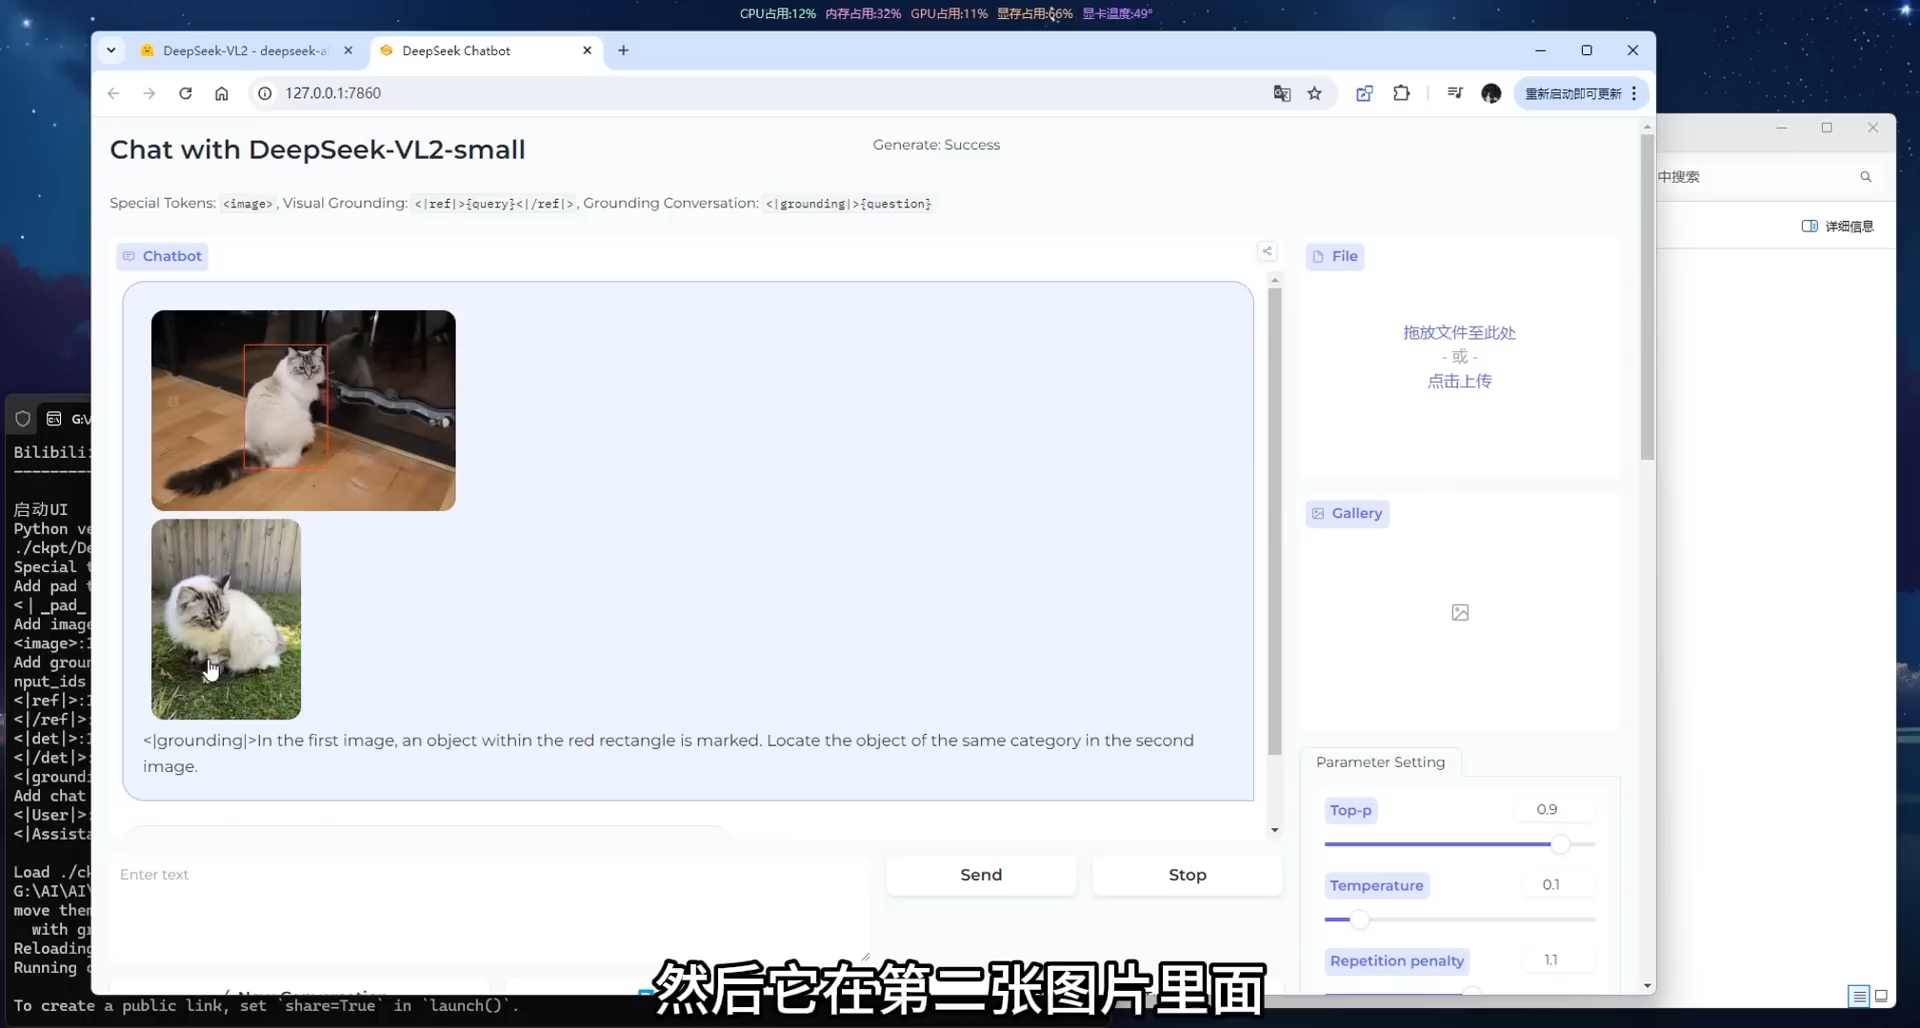 CPU占用:12% 内存占用:32% GPU占用:11% 显存占用:66% 显卡温度:49°
DeepSeek-VL2 - deepseek-a
DeepSeek Chatbot
127.0.0.1:7860
重新启动即可更新
Chat with DeepSeek-VL2-small
Generate: Success
Special Tokens: <image>, Visual Grounding: <|ref|>{query}<|/ref|>, Grounding Conversation: <|grounding|>{question}
中搜索
详细信息
Chatbot
File
拖放文件至此处
- 或 -
点击上传
Gallery
<|grounding|>In the first image, an object within the red rectangle is marked. Locate the object of the same category in the second
image.
Parameter Setting
Top-p
0.9
Temperature
0.1
Repetition penalty
1.1
Enter text
Send
Stop
G:\
Bilibili:
启动UI
Python ve
./ckpt/De
Special t
Add pad t
<|_pad_
Add image
<image>:1
Add groun
nput_ids
<|ref|>:1
<|/ref|>:
<|det|>:1
<|/det|>:
<|groundi
Add chat
<|User|>:
<|Assista
Load ./ck
G:\AI\AI\
move them
with gr
Reloading
Running o
To create a public link, set `share=True` in `launch()`.
然后它在第二张图片里面